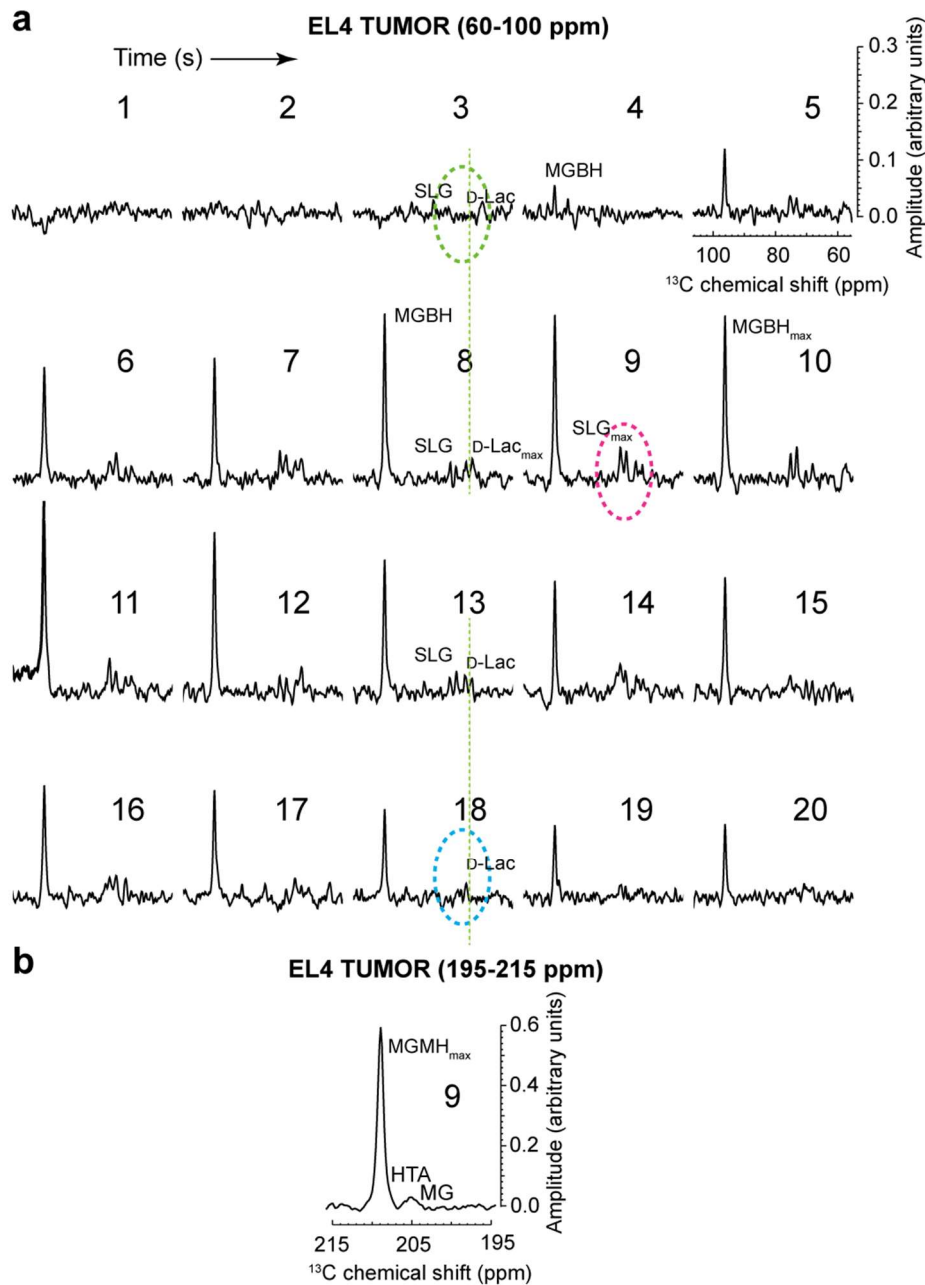 a
EL4 TUMOR (60-100 ppm)
Time (s)
1 2 3 4 5
SLG D-Lac MGBH
0.3
0.2
0.1
0.0
Amplitude (arbitrary units)
100 80 60
13C chemical shift (ppm)
MGBH MGBHmax
6 7 8 9 10
SLG D-Lacmax SLGmax
11 12 13 14 15
SLG D-Lac
16 17 18 19 20
D-Lac
b
EL4 TUMOR (195-215 ppm)
MGMHmax
9
HTA
MG
0.6
0.4
0.2
0.0
Amplitude (arbitrary units)
215 205 195
13C chemical shift (ppm)